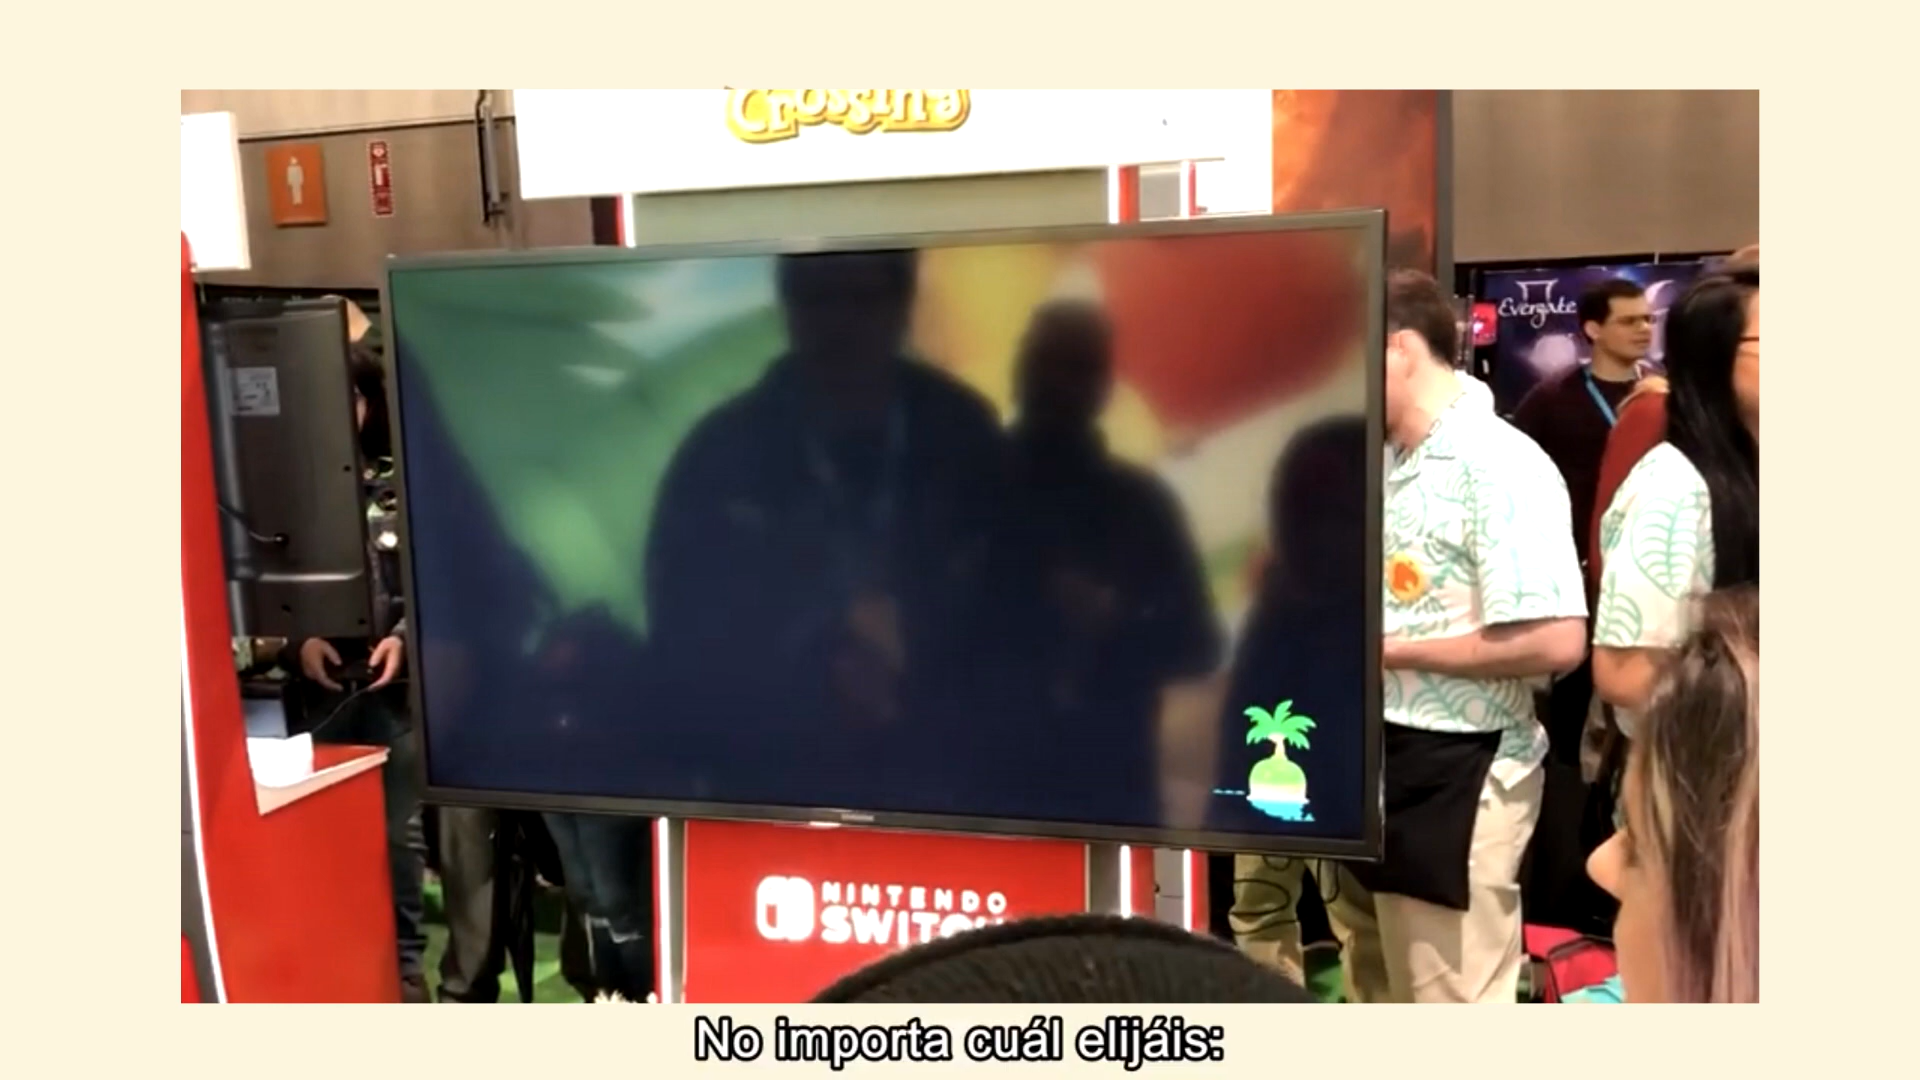 Crossing
Evergate
NINTENDO
SWITCH
No importa cuál elijáis: